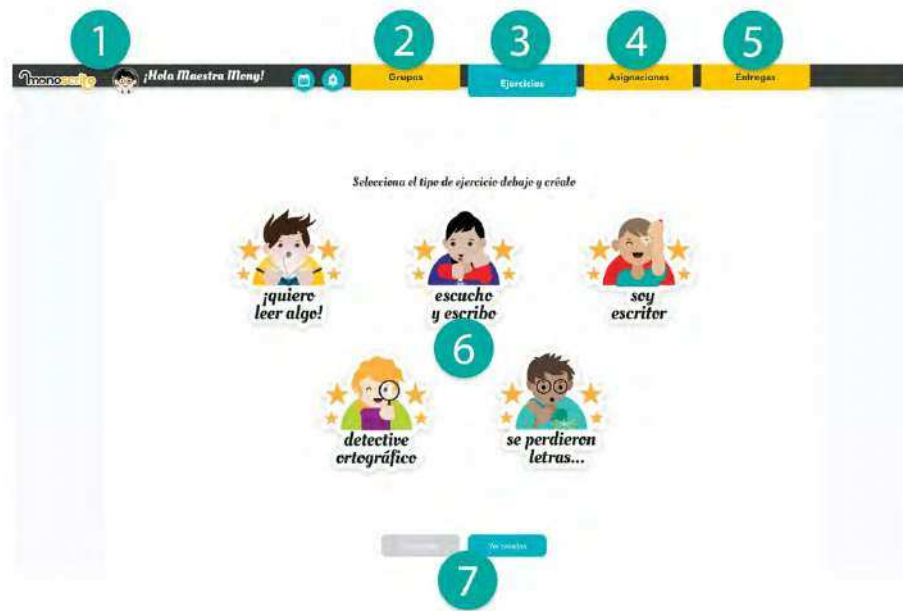 1
2
3
4
5
monoscrito
¡Hola Maestra Mony!
Grupos
Ejercicios
Asignaciones
Entregas
Selecciona el tipo de ejercicio debajo y créalo
¡quiero
leer algo!
escucho
y escribo
soy
escritor
6
detective
ortográfico
se perdieron
letras...
Ver creados
7